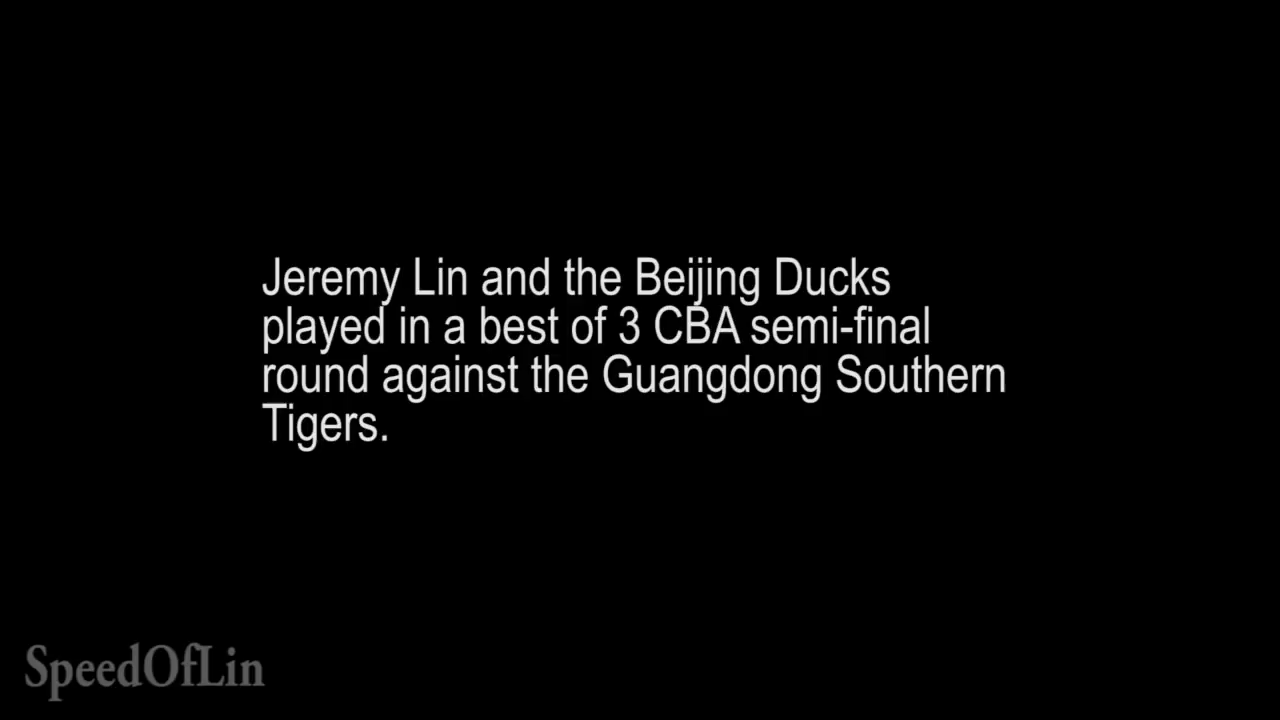 Jeremy Lin and the Beijing Ducks
played in a best of 3 CBA semi-final
round against the Guangdong Southern
Tigers.
SpeedOfLin